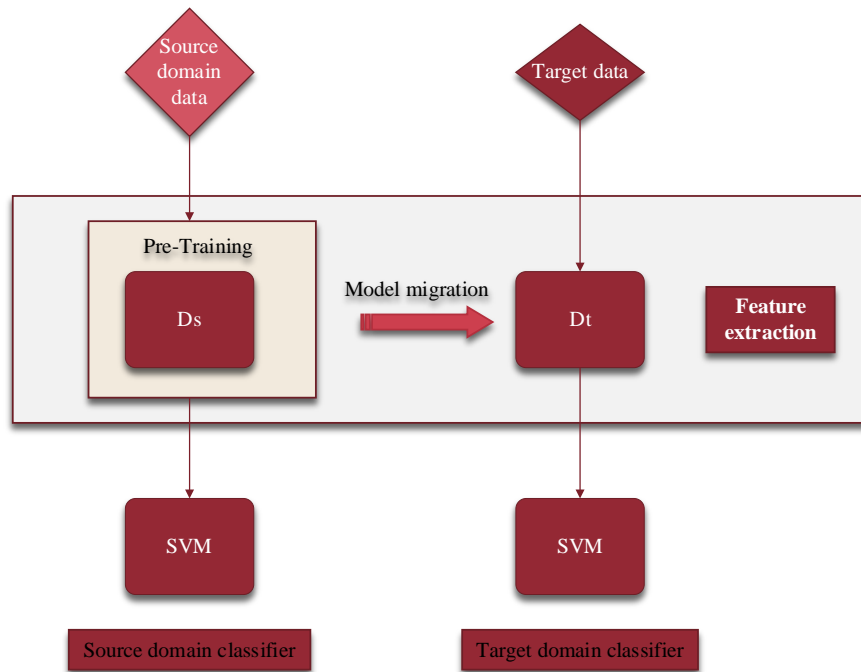 Source
domain
data
Target data
Pre-Training
Ds
Model migration
Dt
Feature
extraction
SVM
SVM
Source domain classifier
Target domain classifier